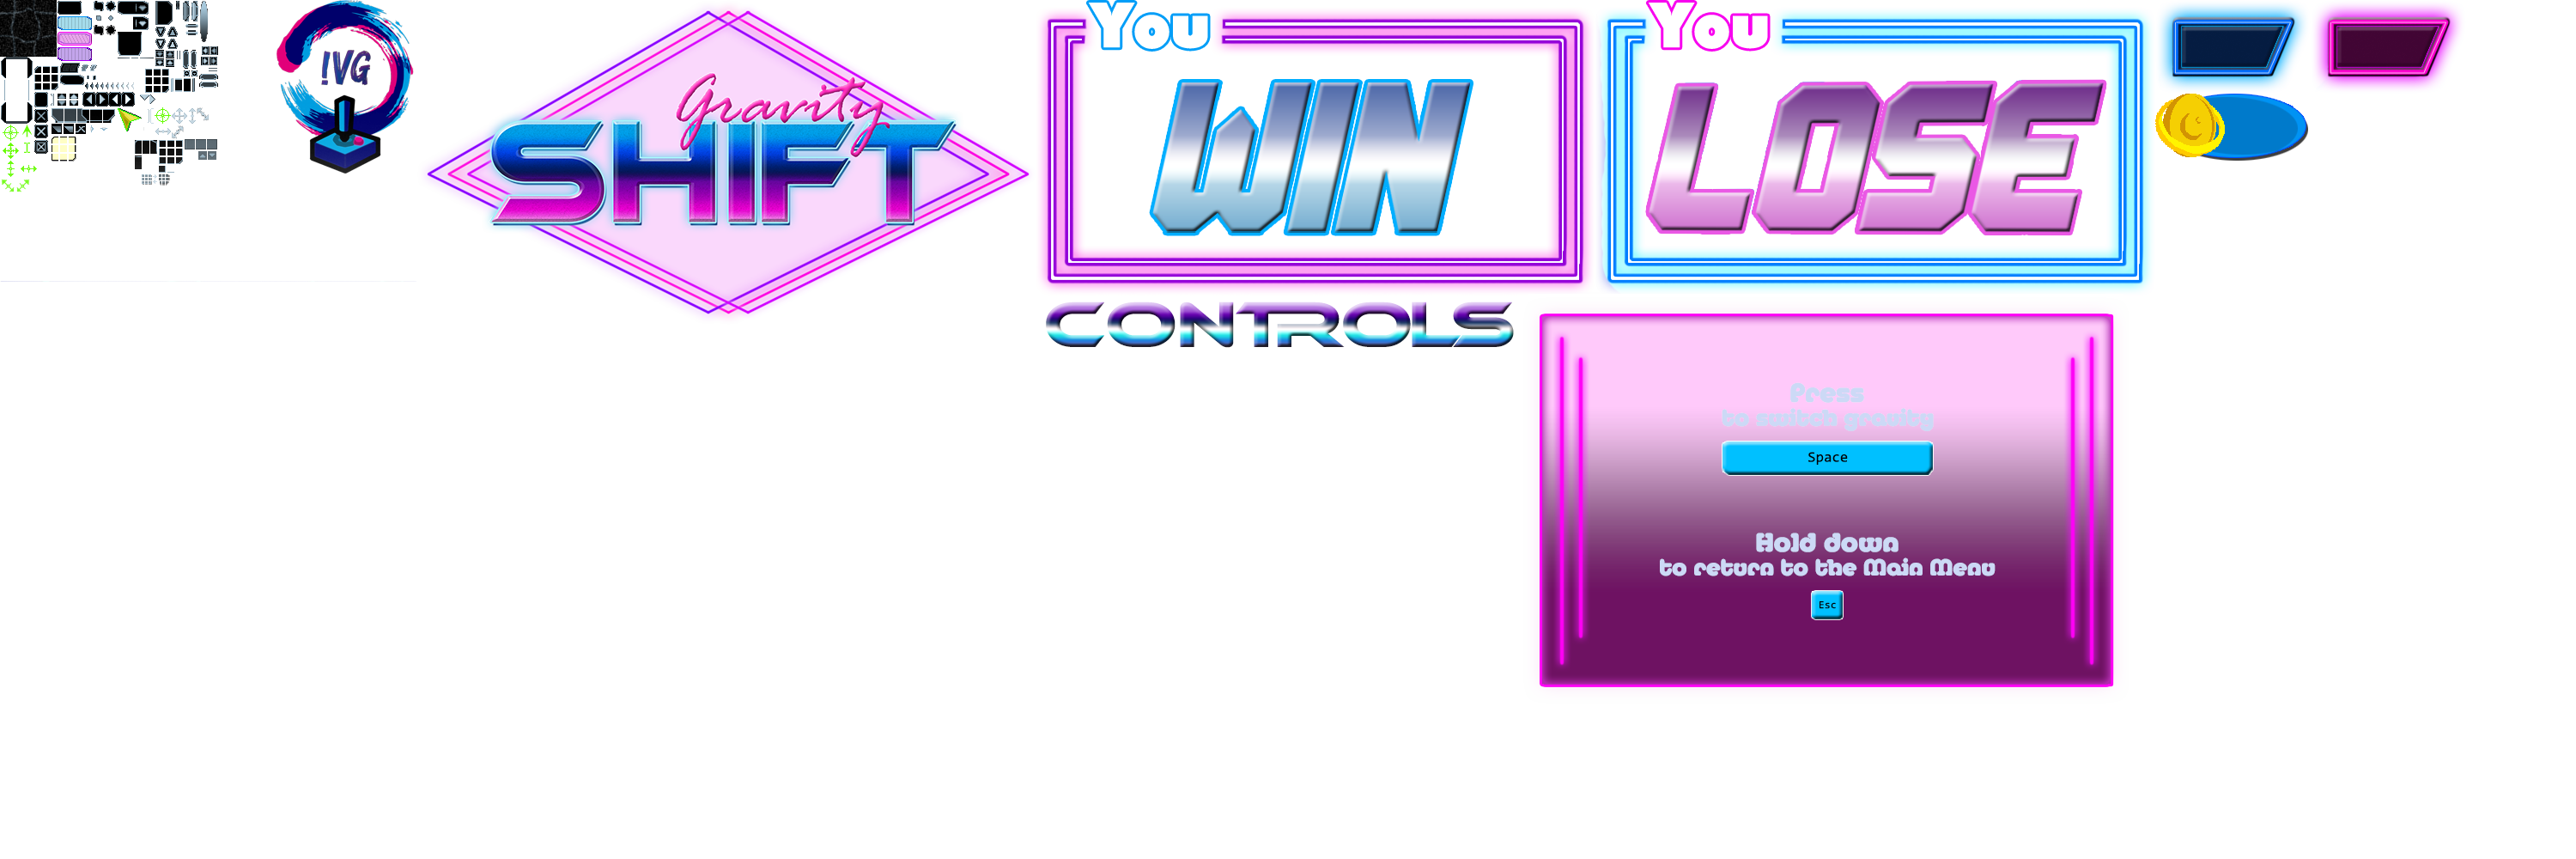 !VG
Gravity
SHIFT
You
WIN
You
LOSE
CONTROLS
Press
to switch gravity
Space
Hold down
to return to the Main Menu
Esc